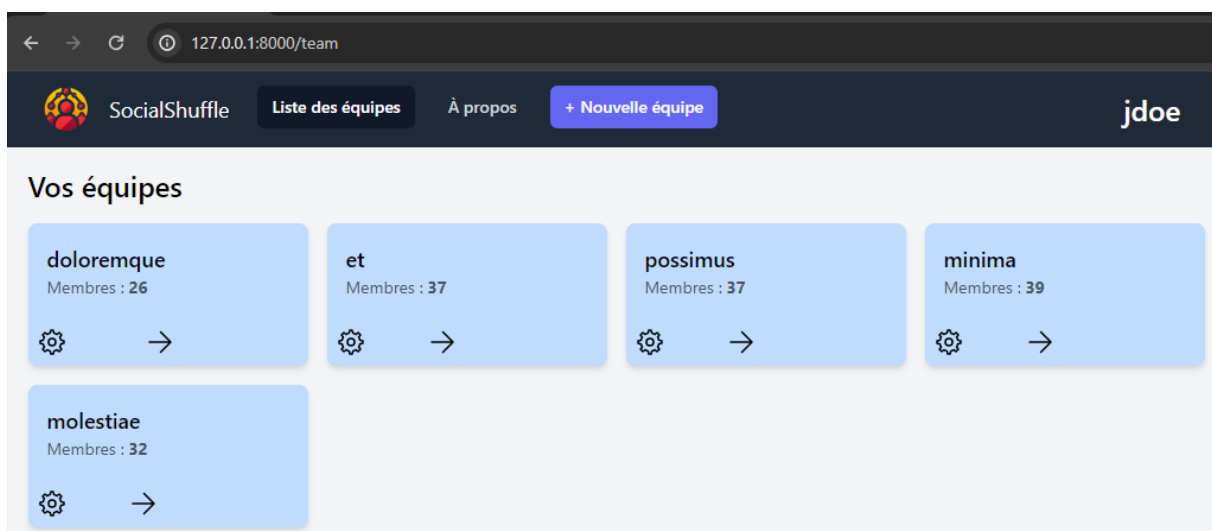 127.0.0.1:8000/team
SocialShuffle Liste des équipes À propos + Nouvelle équipe jdoe
Vos équipes
doloremque et possimus minima
Membres : 26 Membres : 37 Membres : 37 Membres : 39
molestiae
Membres : 32